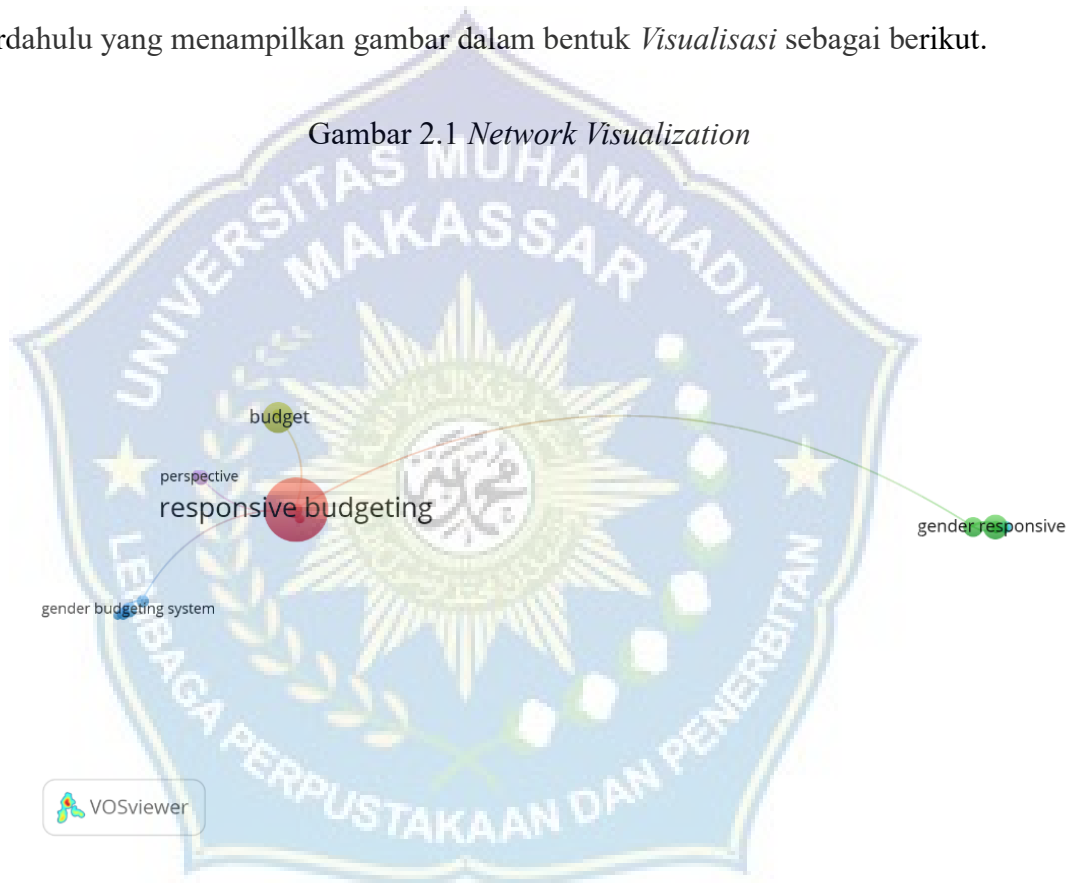 rdahulu yang menampilkan gambar dalam bentuk Visualisasi sebagai berikut.
Gambar 2.1 Network Visualization
UNIVERSITAS MUHAMMADIYAH
MAKASSAR
budget
perspective
responsive budgeting
gender responsive
gender budgeting system
LEMBAGA PERPUSTAKAAN DAN PENERBITAN
VOSviewer